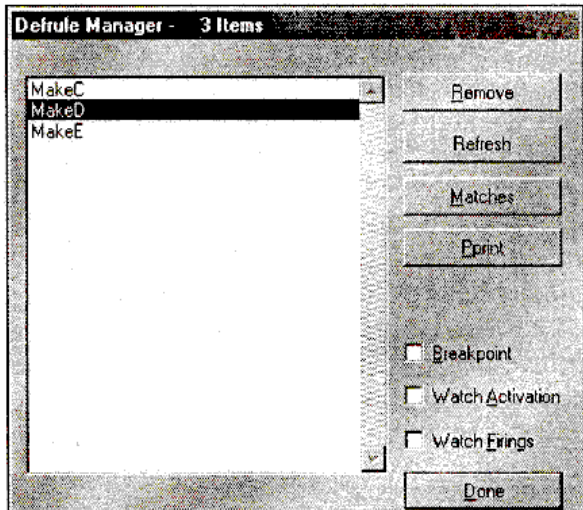 Defrule Manager - 3 Items
MakeC
MakeD
MakeE
Remove
Refresh
Matches
Pprint
Breakpoint
Watch Activation
Watch Firings
Done